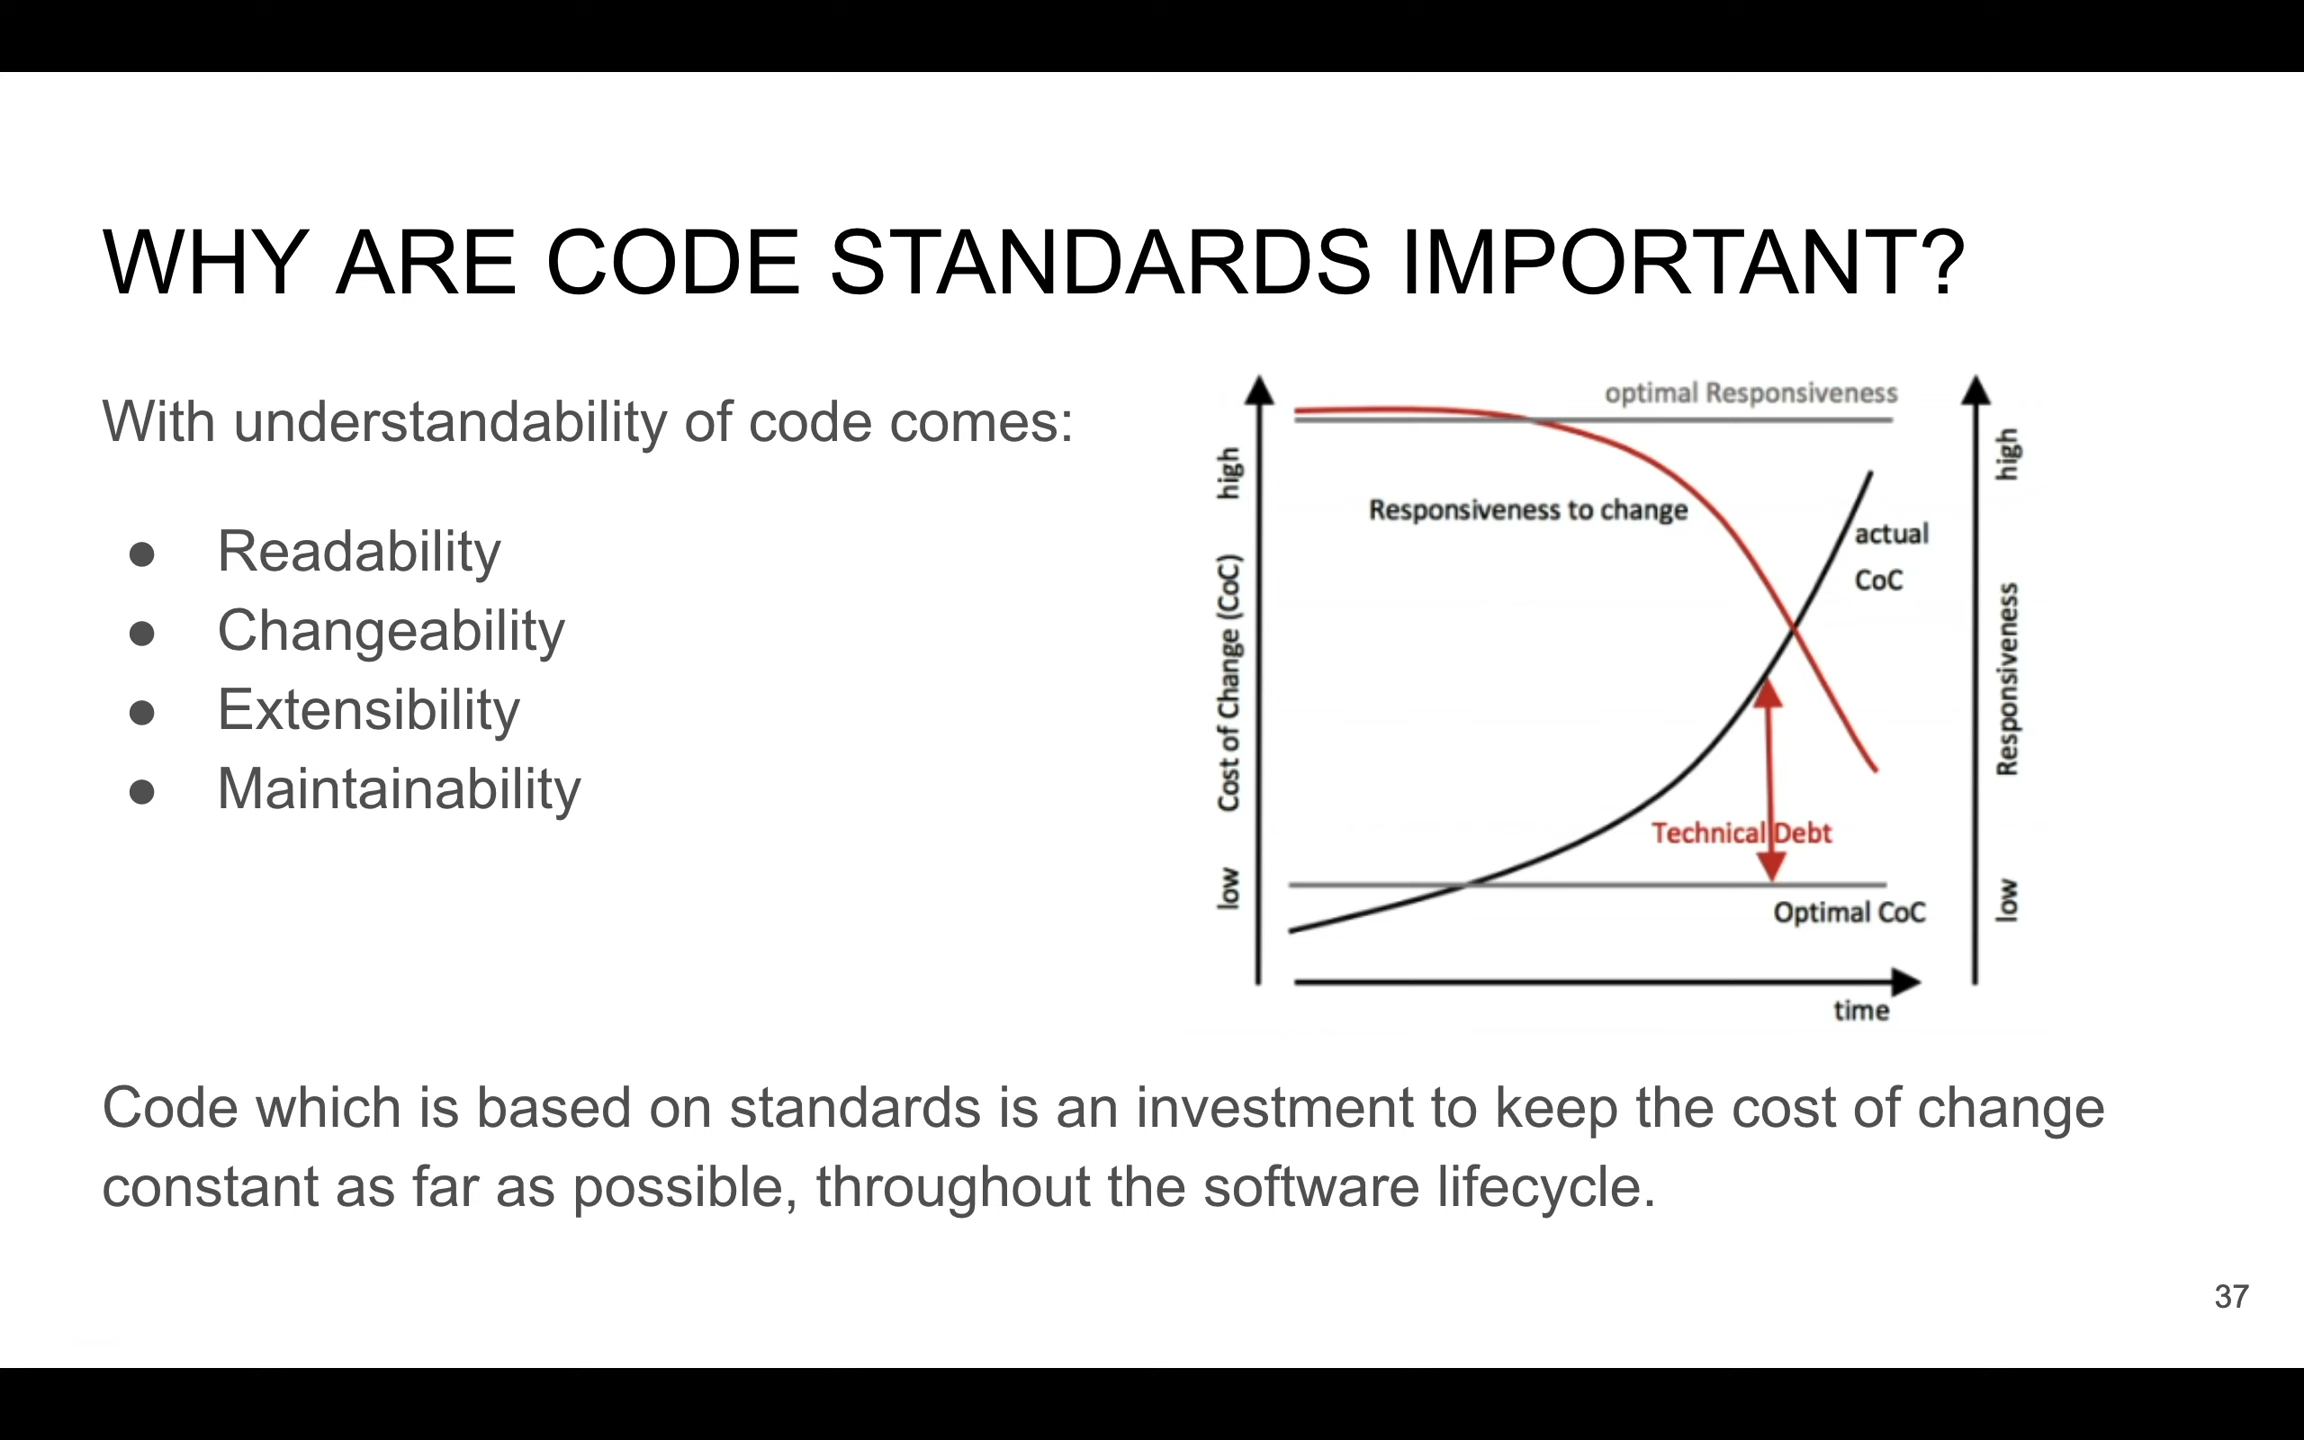 WHY ARE CODE STANDARDS IMPORTANT?
With understandability of code comes:
● Readability
● Changeability
● Extensibility
● Maintainability
optimal Responsiveness
high
high
Responsiveness to change
actual
CoC
Cost of Change (CoC)
Responsiveness
Technical Debt
low
low
Optimal CoC
time
Code which is based on standards is an investment to keep the cost of change
constant as far as possible, throughout the software lifecycle.
37